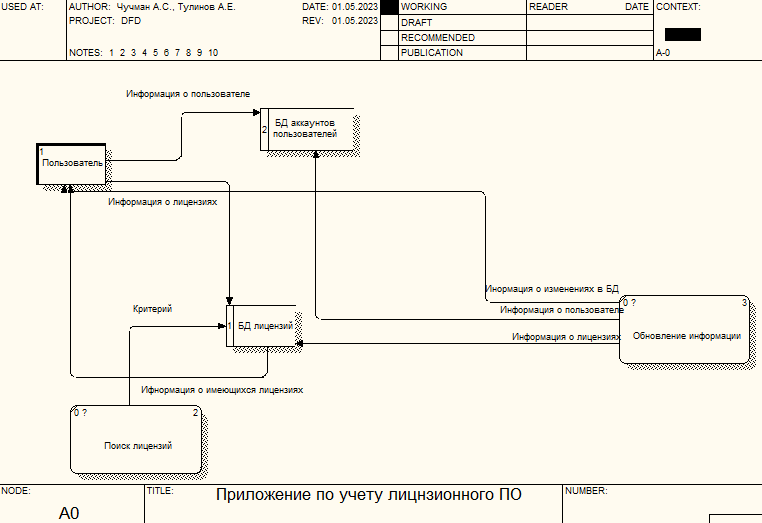 USED AT:
AUTHOR: Чучман А.С., Тулинов А.Е.
DATE: 01.05.2023
WORKING
READER
DATE
CONTEXT:
PROJECT: DFD
REV: 01.05.2023
DRAFT
RECOMMENDED
NOTES: 1 2 3 4 5 6 7 8 9 10
PUBLICATION
A-0
Информация о пользователе
2
БД аккаунтов
пользователей
1
Пользователь
Информация о лицензиях
Инормация о изменениях в БД
0 ?
3
Информация о пользователе
Критерий
1
БД лицензий
Информация о лицензиях
Обновление информации
Ифнормация о имеющихся лицензиях
0 ?
2
Поиск лицензий
NODE:
TITLE:
Приложение по учету лицнзионного ПО
NUMBER:
A0